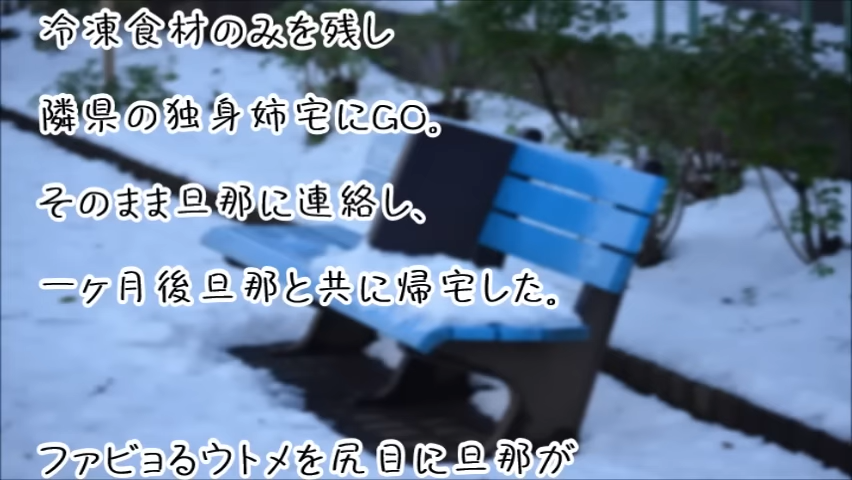 冷凍食材のみを残し
隣県の独身姉宅にGO。
そのまま旦那に連絡し、
一ヶ月後旦那と共に帰宅した。
ファビョるウトメを尻目に旦那が